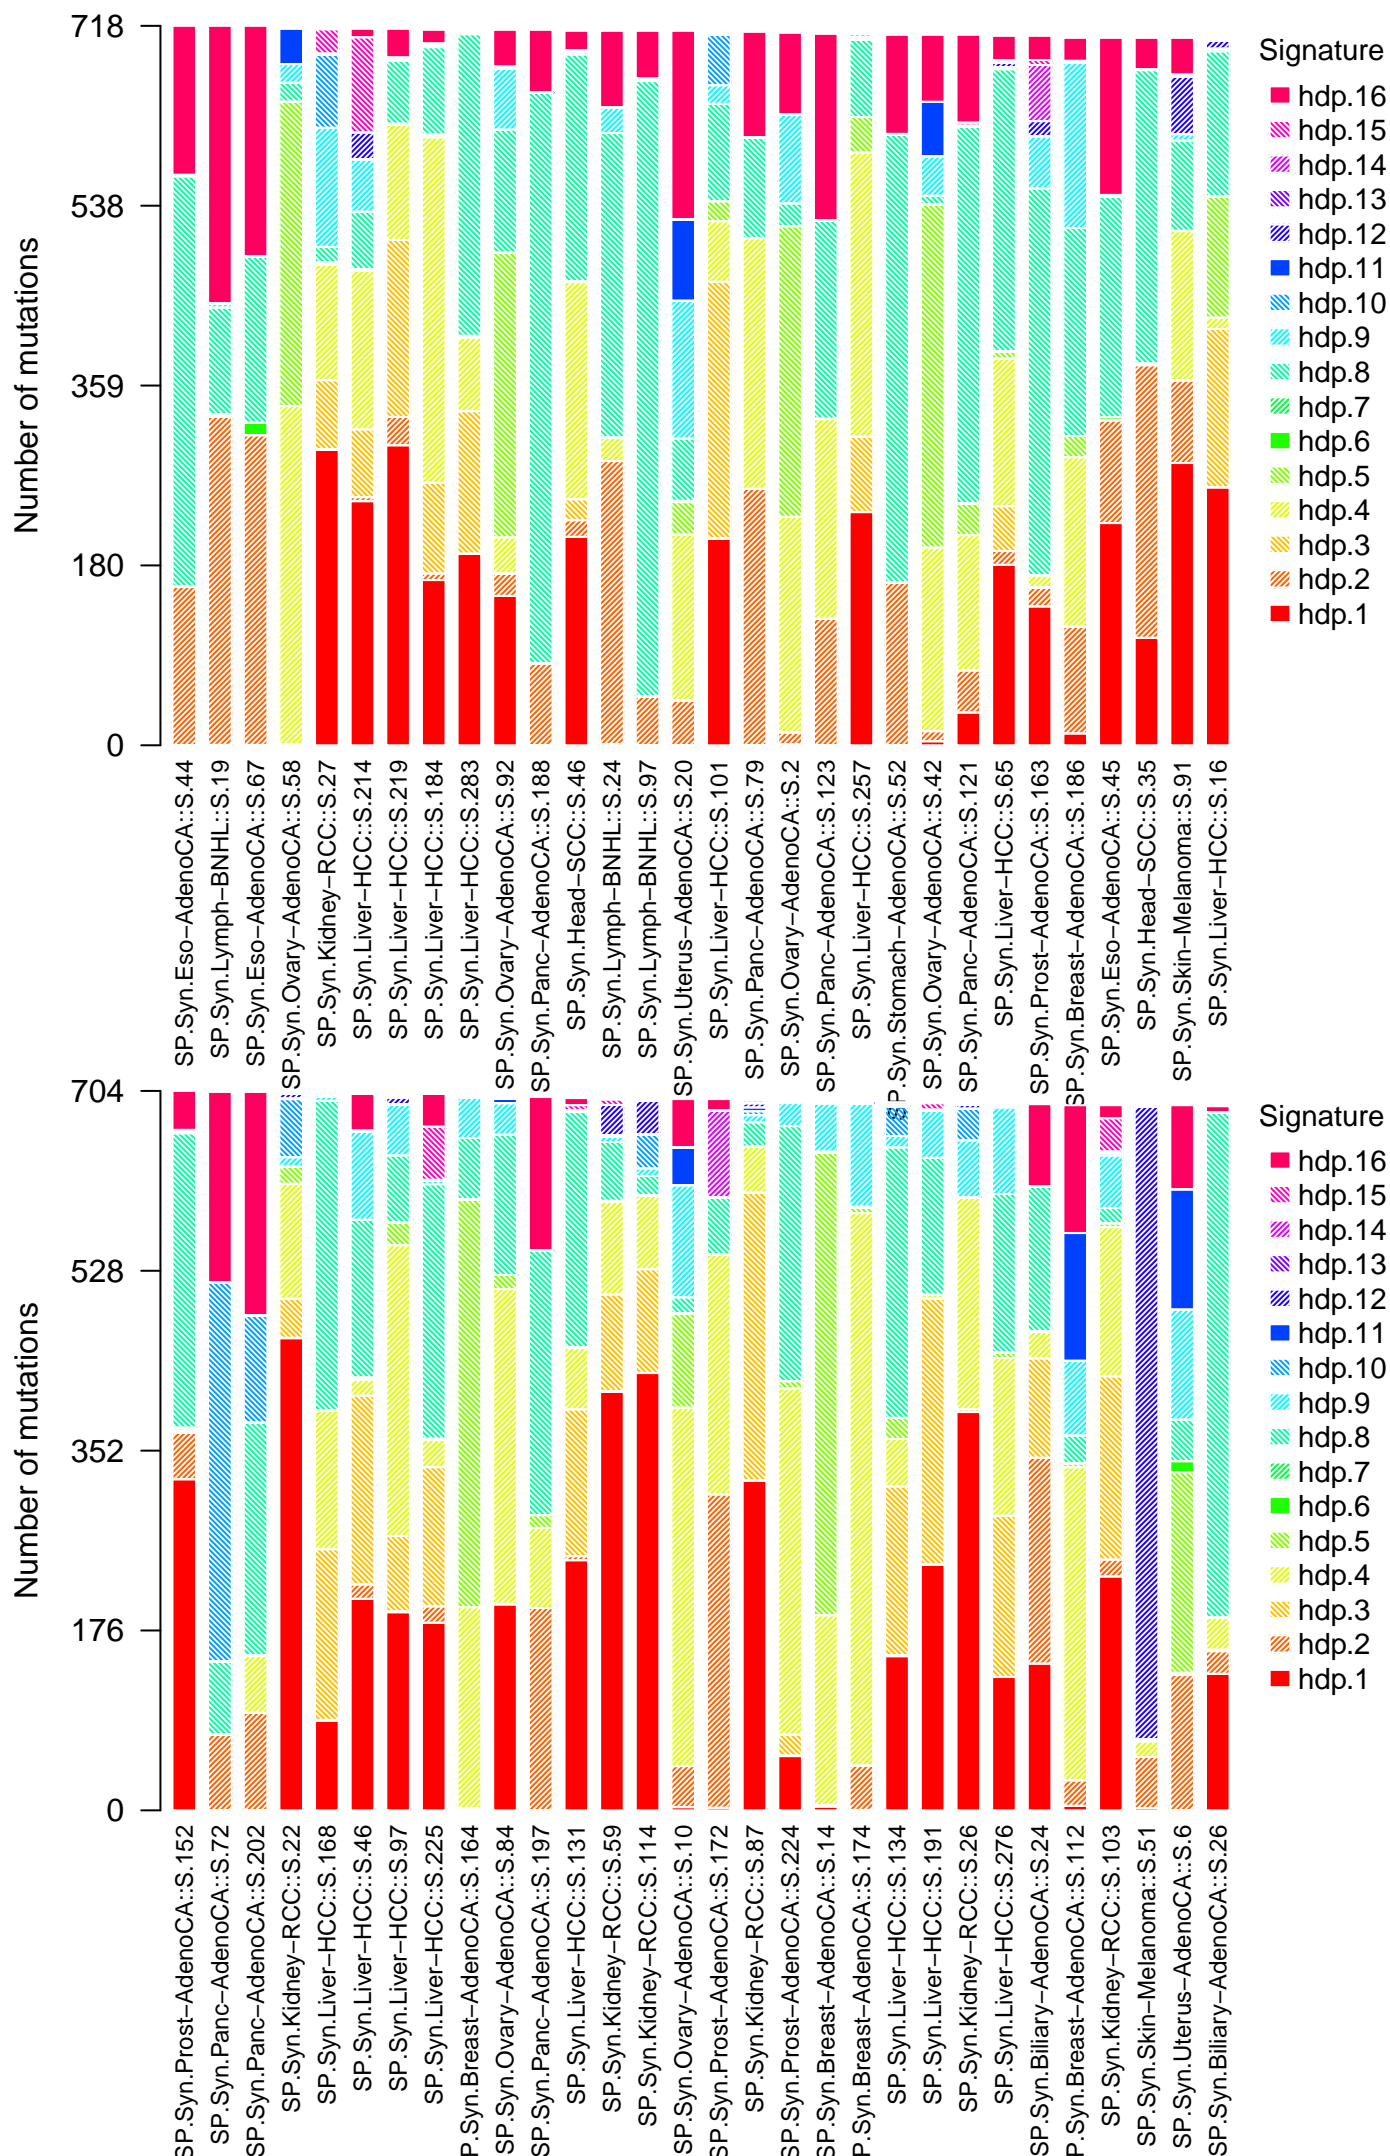 Number of mutations
718
538
359
180
0
Signature
hdp.16
hdp.15
hdp.14
hdp.13
hdp.12
hdp.11
hdp.10
hdp.9
hdp.8
hdp.7
hdp.6
hdp.5
hdp.4
hdp.3
hdp.2
hdp.1
SP.Syn.Eso−AdenoCA::S.44
SP.Syn.Lymph−BNHL::S.19
SP.Syn.Eso−AdenoCA::S.67
SP.Syn.Ovary−AdenoCA::S.58
SP.Syn.Kidney−RCC::S.27
SP.Syn.Liver−HCC::S.214
SP.Syn.Liver−HCC::S.219
SP.Syn.Liver−HCC::S.184
SP.Syn.Liver−HCC::S.283
SP.Syn.Ovary−AdenoCA::S.92
SP.Syn.Panc−AdenoCA::S.188
SP.Syn.Head−SCC::S.46
SP.Syn.Lymph−BNHL::S.24
SP.Syn.Lymph−BNHL::S.97
SP.Syn.Uterus−AdenoCA::S.20
SP.Syn.Liver−HCC::S.101
SP.Syn.Panc−AdenoCA::S.79
SP.Syn.Ovary−AdenoCA::S.2
SP.Syn.Panc−AdenoCA::S.123
SP.Syn.Liver−HCC::S.257
SP.Syn.Stomach−AdenoCA::S.52
SP.Syn.Ovary−AdenoCA::S.42
SP.Syn.Panc−AdenoCA::S.121
SP.Syn.Liver−HCC::S.65
SP.Syn.Prost−AdenoCA::S.163
SP.Syn.Breast−AdenoCA::S.186
SP.Syn.Eso−AdenoCA::S.45
SP.Syn.Head−SCC::S.35
SP.Syn.Skin−Melanoma::S.91
SP.Syn.Liver−HCC::S.16
Number of mutations
704
528
352
176
0
Signature
hdp.16
hdp.15
hdp.14
hdp.13
hdp.12
hdp.11
hdp.10
hdp.9
hdp.8
hdp.7
hdp.6
hdp.5
hdp.4
hdp.3
hdp.2
hdp.1
SP.Syn.Prost−AdenoCA::S.152
SP.Syn.Panc−AdenoCA::S.72
SP.Syn.Panc−AdenoCA::S.202
SP.Syn.Kidney−RCC::S.22
SP.Syn.Liver−HCC::S.168
SP.Syn.Liver−HCC::S.46
SP.Syn.Liver−HCC::S.97
SP.Syn.Liver−HCC::S.225
P.Syn.Breast−AdenoCA::S.164
SP.Syn.Ovary−AdenoCA::S.84
SP.Syn.Panc−AdenoCA::S.197
SP.Syn.Liver−HCC::S.131
SP.Syn.Kidney−RCC::S.59
SP.Syn.Kidney−RCC::S.114
SP.Syn.Ovary−AdenoCA::S.10
SP.Syn.Prost−AdenoCA::S.172
SP.Syn.Kidney−RCC::S.87
SP.Syn.Prost−AdenoCA::S.224
SP.Syn.Breast−AdenoCA::S.14
P.Syn.Breast−AdenoCA::S.174
SP.Syn.Liver−HCC::S.134
SP.Syn.Liver−HCC::S.191
SP.Syn.Kidney−RCC::S.26
SP.Syn.Liver−HCC::S.276
SP.Syn.Biliary−AdenoCA::S.24
P.Syn.Breast−AdenoCA::S.112
SP.Syn.Kidney−RCC::S.103
SP.Syn.Skin−Melanoma::S.51
SP.Syn.Uterus−AdenoCA::S.6
SP.Syn.Biliary−AdenoCA::S.26